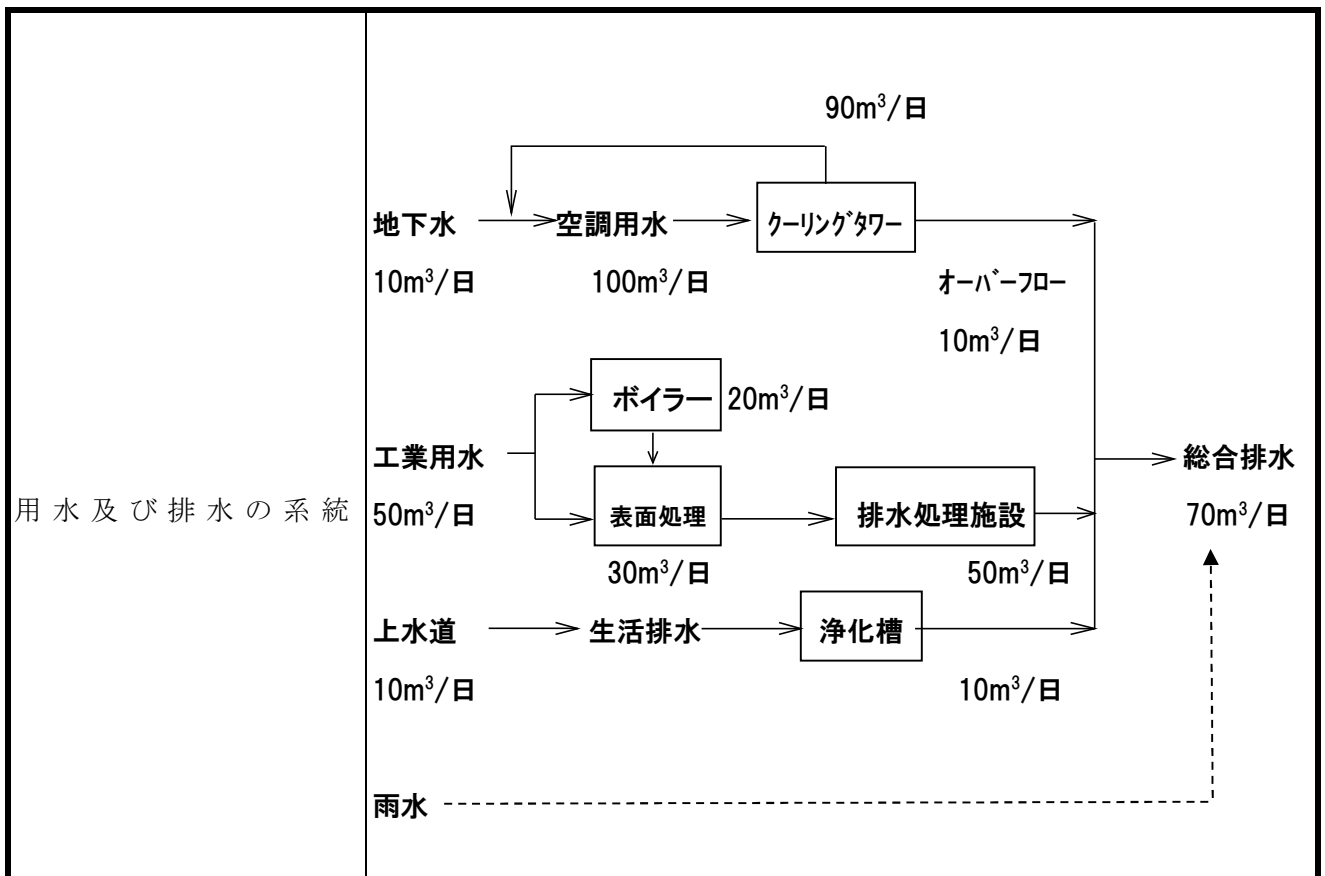 用水及び排水の系統
90m³/日
地下水
空調用水
クーリングタワー
10m³/日
100m³/日
オーバーフロー
10m³/日
ボイラー
20m³/日
工業用水
50m³/日
表面処理
30m³/日
排水処理施設
50m³/日
総合排水
70m³/日
上水道
生活排水
浄化槽
10m³/日
10m³/日
雨水